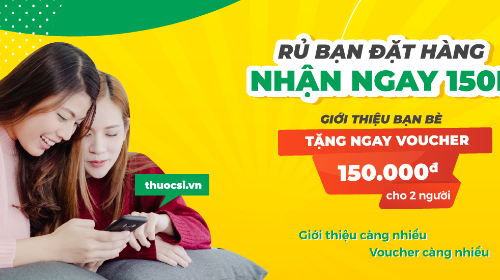 RỦ BẠN ĐẶT HÀNG
NHẬN NGAY 150
GIỚI THIỆU BẠN BÈ
TẶNG NGAY VOUCHER
150.000đ
cho 2 người
thuocsi.vn
Giới thiệu càng nhiều
Voucher càng nhiều